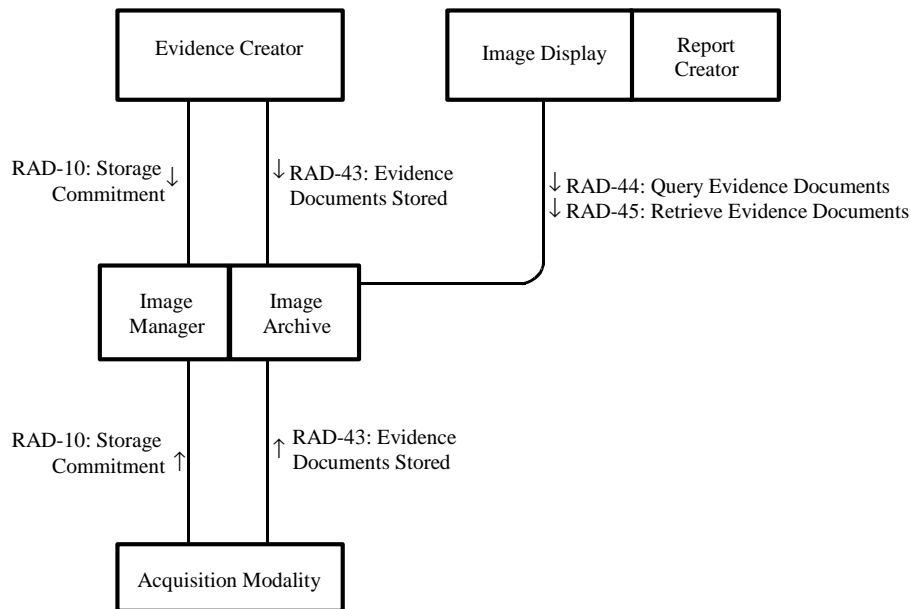 Evidence Creator
Image Display
Report
Creator
RAD-10: Storage
Commitment ↓
↓ RAD-43: Evidence
Documents Stored
↓ RAD-44: Query Evidence Documents
↓ RAD-45: Retrieve Evidence Documents
Image
Manager
Image
Archive
RAD-10: Storage
Commitment ↑
↑ RAD-43: Evidence
Documents Stored
Acquisition Modality